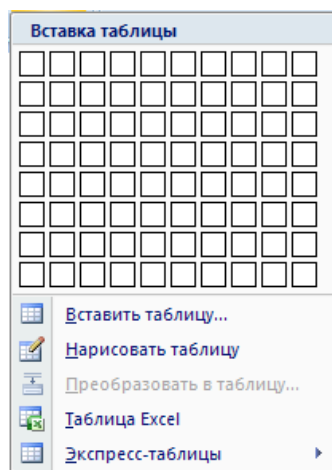 Вставка таблицы
Вставить таблицу...
Нарисовать таблицу
Преобразовать в таблицу...
Таблица Excel
Экспресс-таблицы